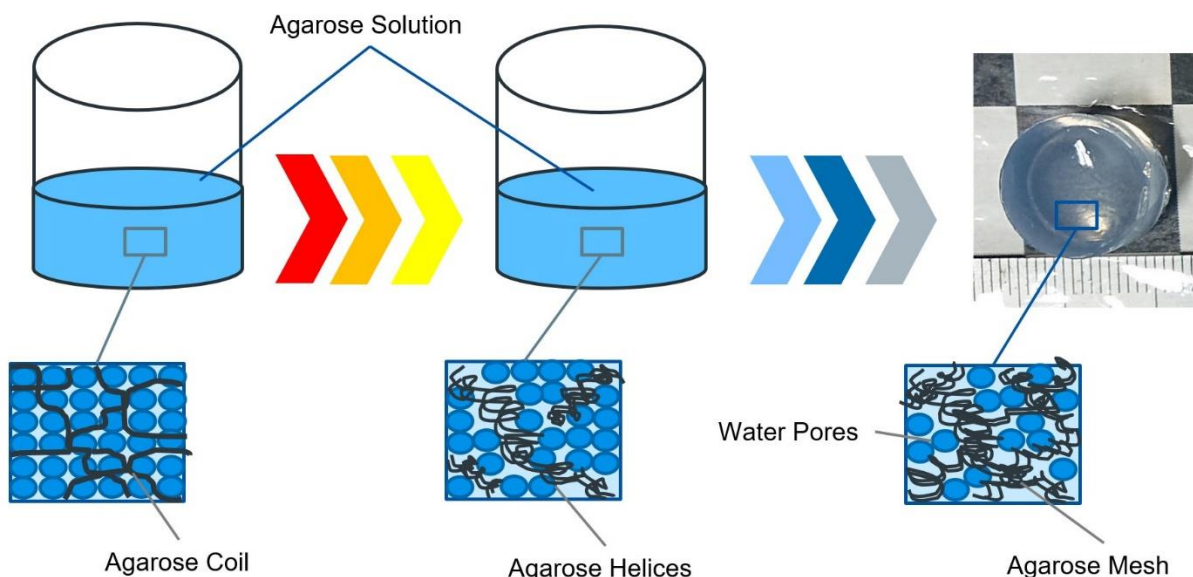 Agarose Solution
Water Pores
Agarose Coil
Agarose Helices
Agarose Mesh